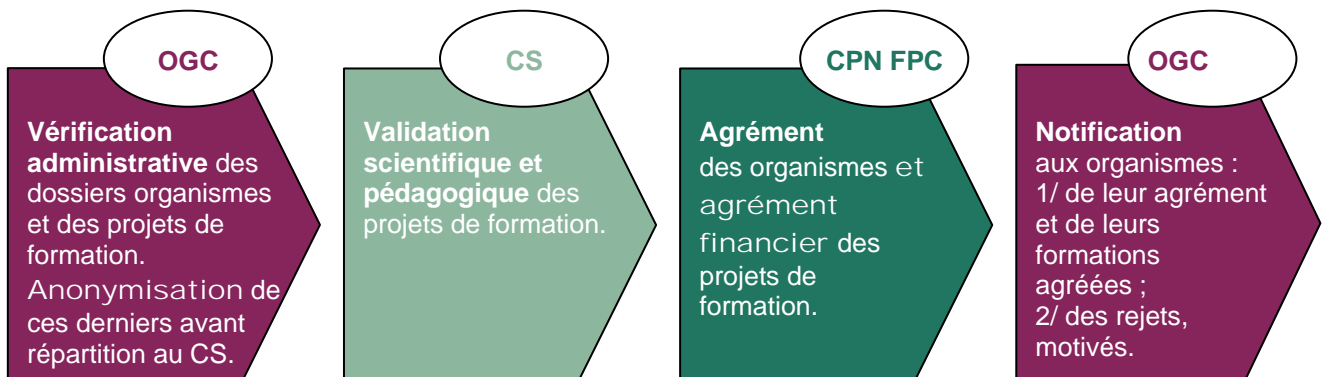 OGC
Vérification
administrative des
dossiers organismes
et des projets de
formation.
Anonymisation de
ces derniers avant
répartition au CS.
CS
Validation
scientifique et
pédagogique des
projets de formation.
CPN FPC
Agrément
des organismes et
agrément
financier des
projets de
formation.
OGC
Notification
aux organismes :
1/ de leur agrément
et de leurs
formations
agréées ;
2/ des rejets,
motivés.